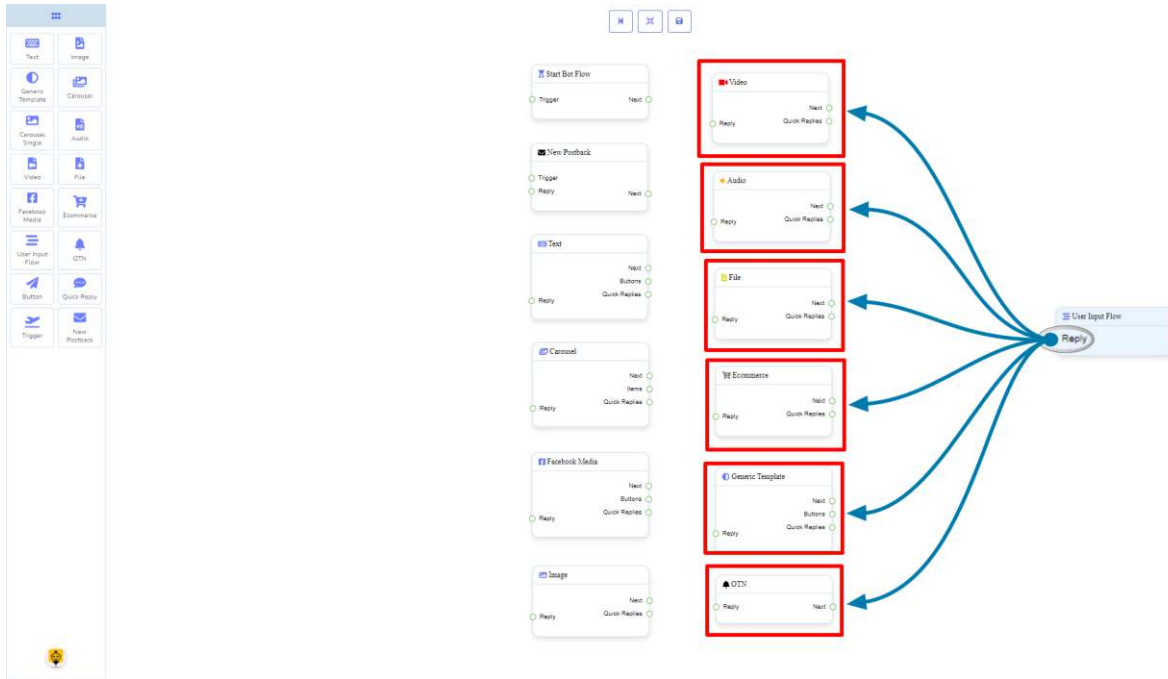 Text
Image
Generic
Template
Carousel
Carousel
Single
Audio
Video
File
Facebook
Media
Ecommerce
User Input
Flow
OTN
Button
Quick Reply
Trigger
New
Postback
Start Bot Flow
Trigger Next
New Postback
Trigger
Reply Next
Text
Next
Buttons
Quick Replies
Reply
Carousel
Next
Items
Quick Replies
Reply
Facebook Media
Next
Buttons
Quick Replies
Reply
Image
Next
Quick Replies
Reply
Video
Next
Quick Replies
Reply
Audio
Next
Quick Replies
Reply
File
Next
Quick Replies
Reply
Ecommerce
Next
Quick Replies
Reply
Generic Template
Next
Buttons
Quick Replies
Reply
OTN
Reply Next
User Input Flow
Reply